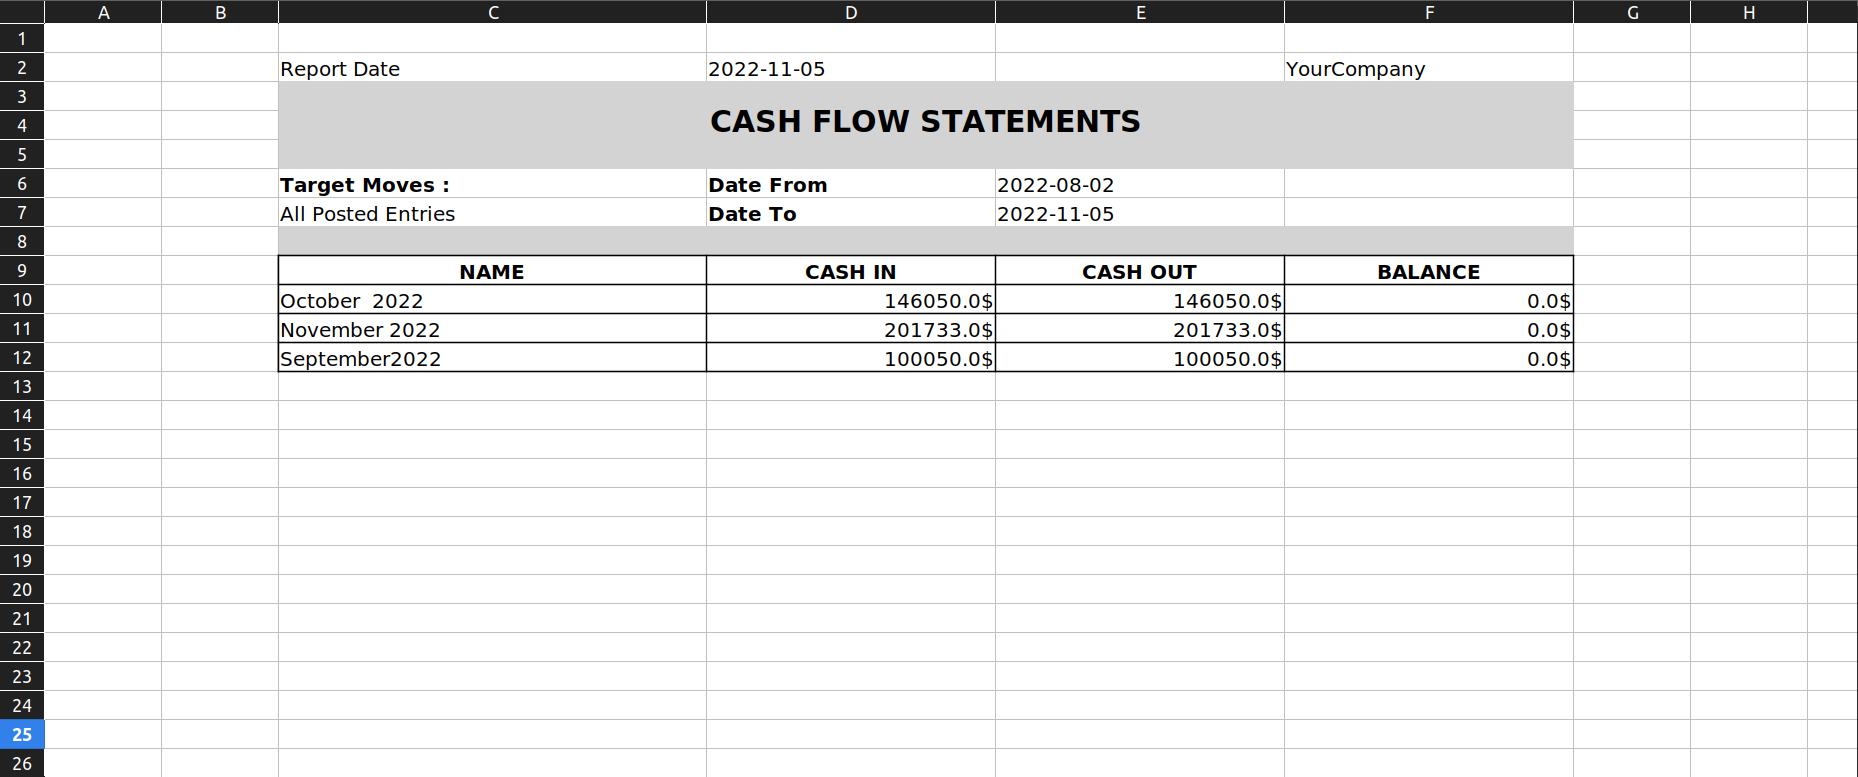 A B C D E F G H
1
2 Report Date 2022-11-05 YourCompany
3
4 CASH FLOW STATEMENTS
5
6 Target Moves : Date From 2022-08-02
7 All Posted Entries Date To 2022-11-05
8
9 NAME CASH IN CASH OUT BALANCE
10 October  2022 146050.0$ 146050.0$ 0.0$
11 November 2022 201733.0$ 201733.0$ 0.0$
12 September2022 100050.0$ 100050.0$ 0.0$
13
14
15
16
17
18
19
20
21
22
23
24
25
26